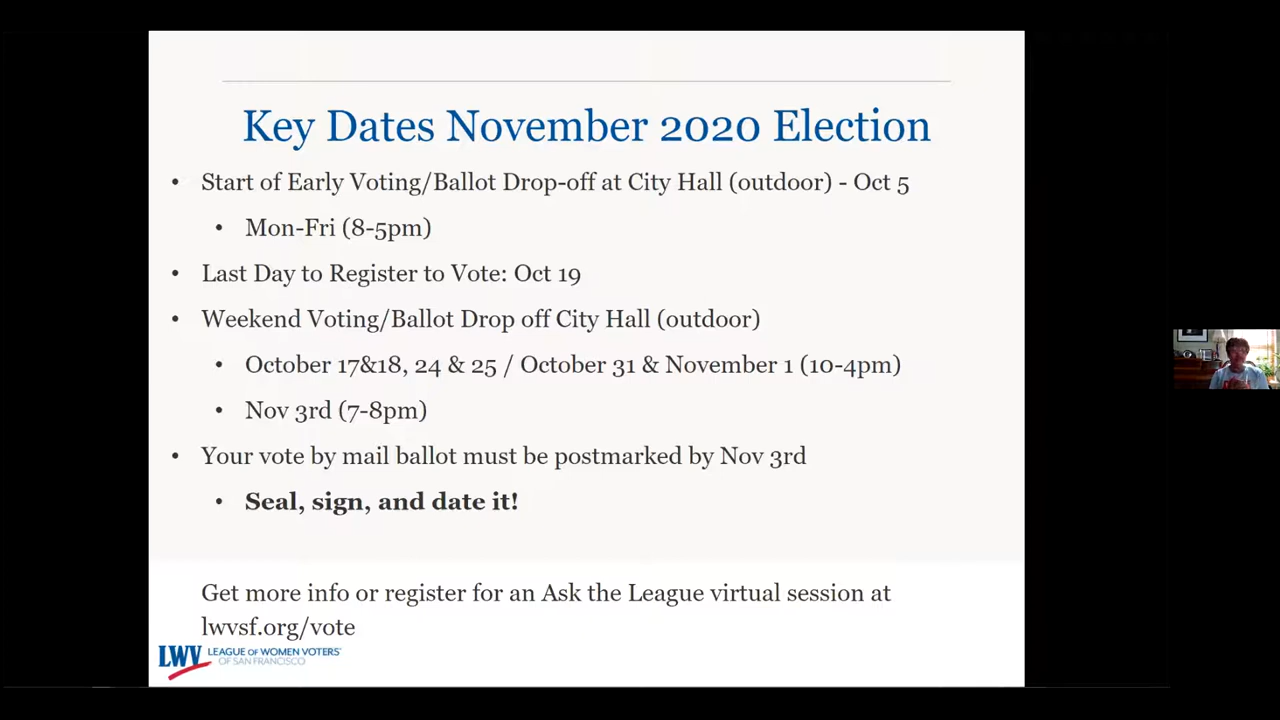 Key Dates November 2020 Election
• Start of Early Voting/Ballot Drop-off at City Hall (outdoor) - Oct 5
• Mon-Fri (8-5pm)
• Last Day to Register to Vote: Oct 19
• Weekend Voting/Ballot Drop off City Hall (outdoor)
• October 17&18, 24 & 25 / October 31 & November 1 (10-4pm)
• Nov 3rd (7-8pm)
• Your vote by mail ballot must be postmarked by Nov 3rd
• Seal, sign, and date it!
Get more info or register for an Ask the League virtual session at
lwvsf.org/vote
LWV LEAGUE OF WOMEN VOTERS®
OF SAN FRANCISCO